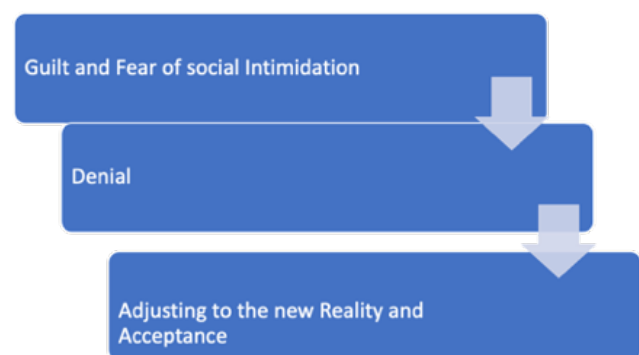 Guilt and Fear of social Intimidation
Denial
Adjusting to the new Reality and
Acceptance